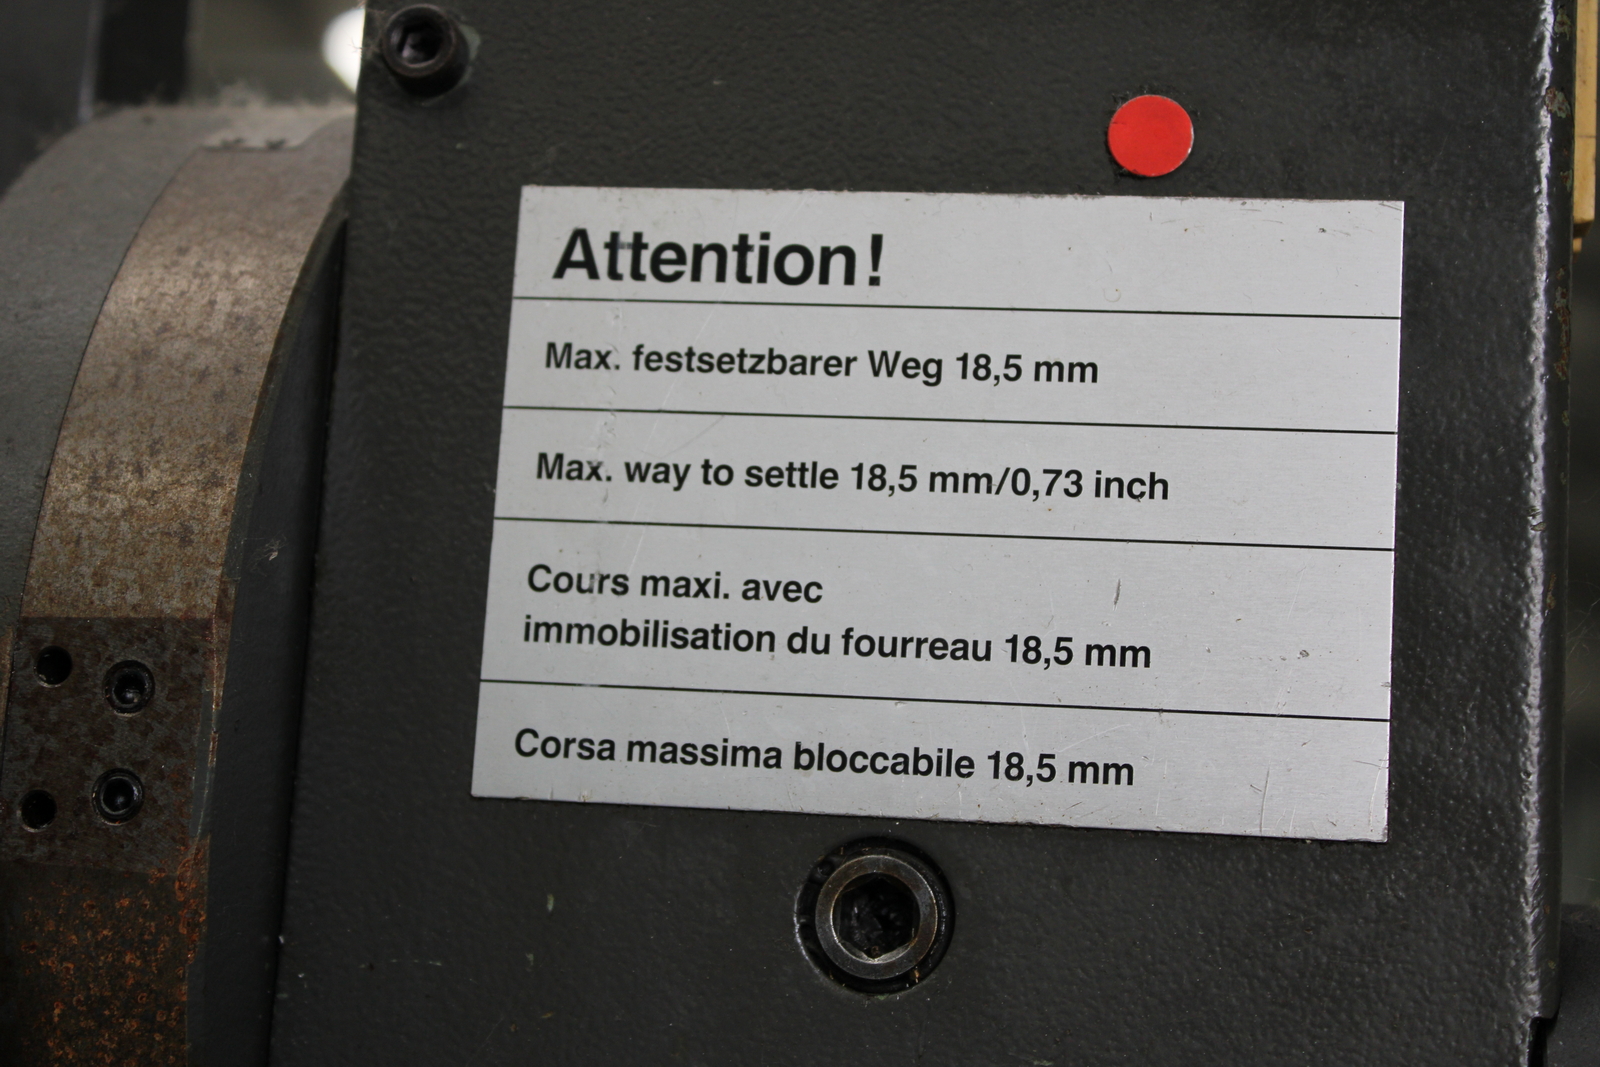 Attention!
Max. festsetzbarer Weg 18,5 mm
Max. way to settle 18,5 mm/0,73 inch
Cours maxi. avec
immobilisation du fourreau 18,5 mm
Corsa massima bloccabile 18,5 mm